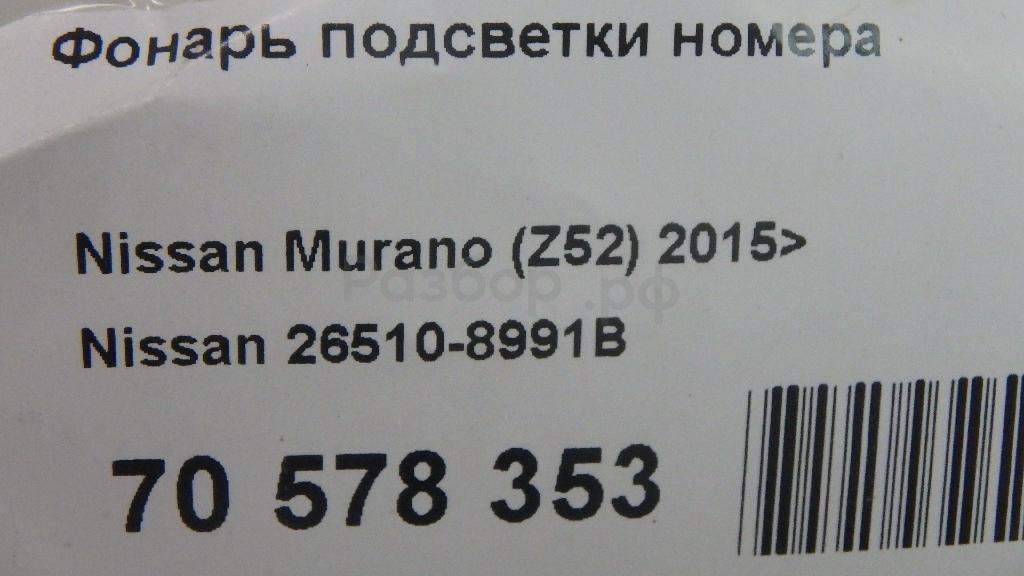 Фонарь подсветки номера
Nissan Murano (Z52) 2015>
Разбор.рф
Nissan 26510-8991B
70 578 353